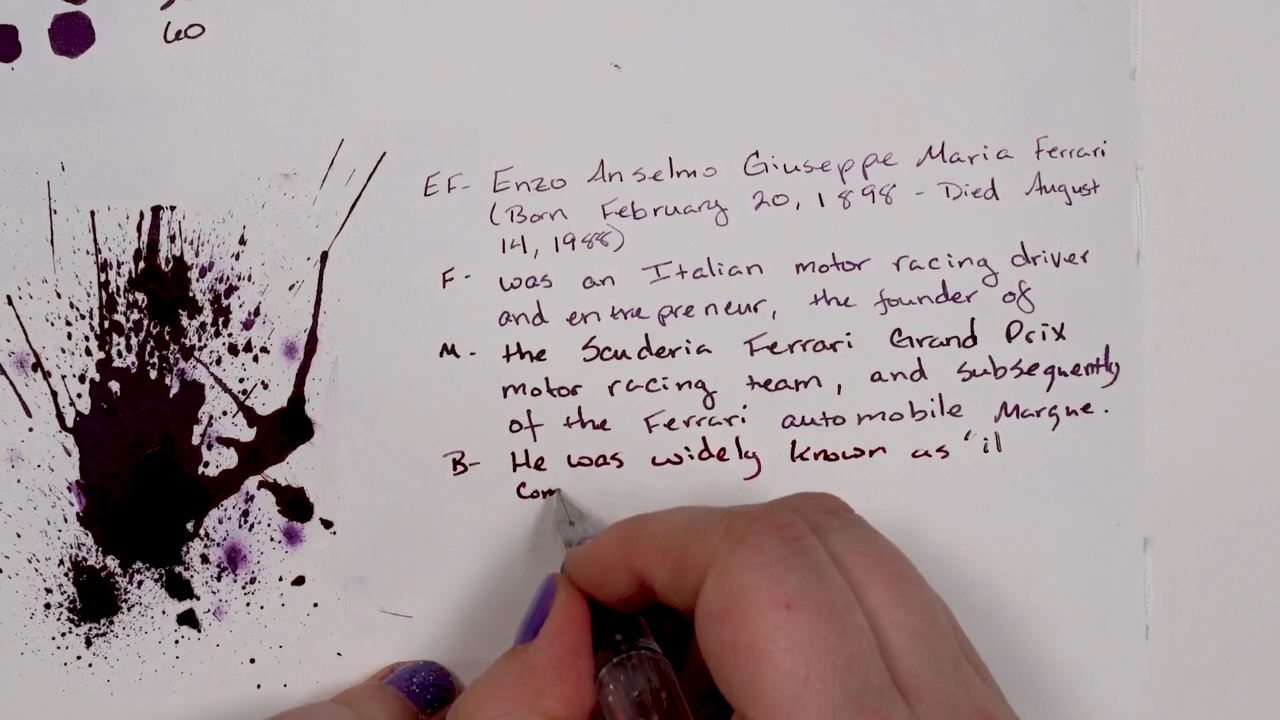 60
EF- Enzo Anselmo Giuseppe Maria Ferrari
(Born February 20, 1898 - Died August
14, 1988)
F- was an Italian motor racing driver
and entrepreneur, the founder of
M- the Scuderia Ferrari Grand Prix
motor racing team, and subsequently
of the Ferrari automobile Marque.
B- He was widely known as 'il
Com